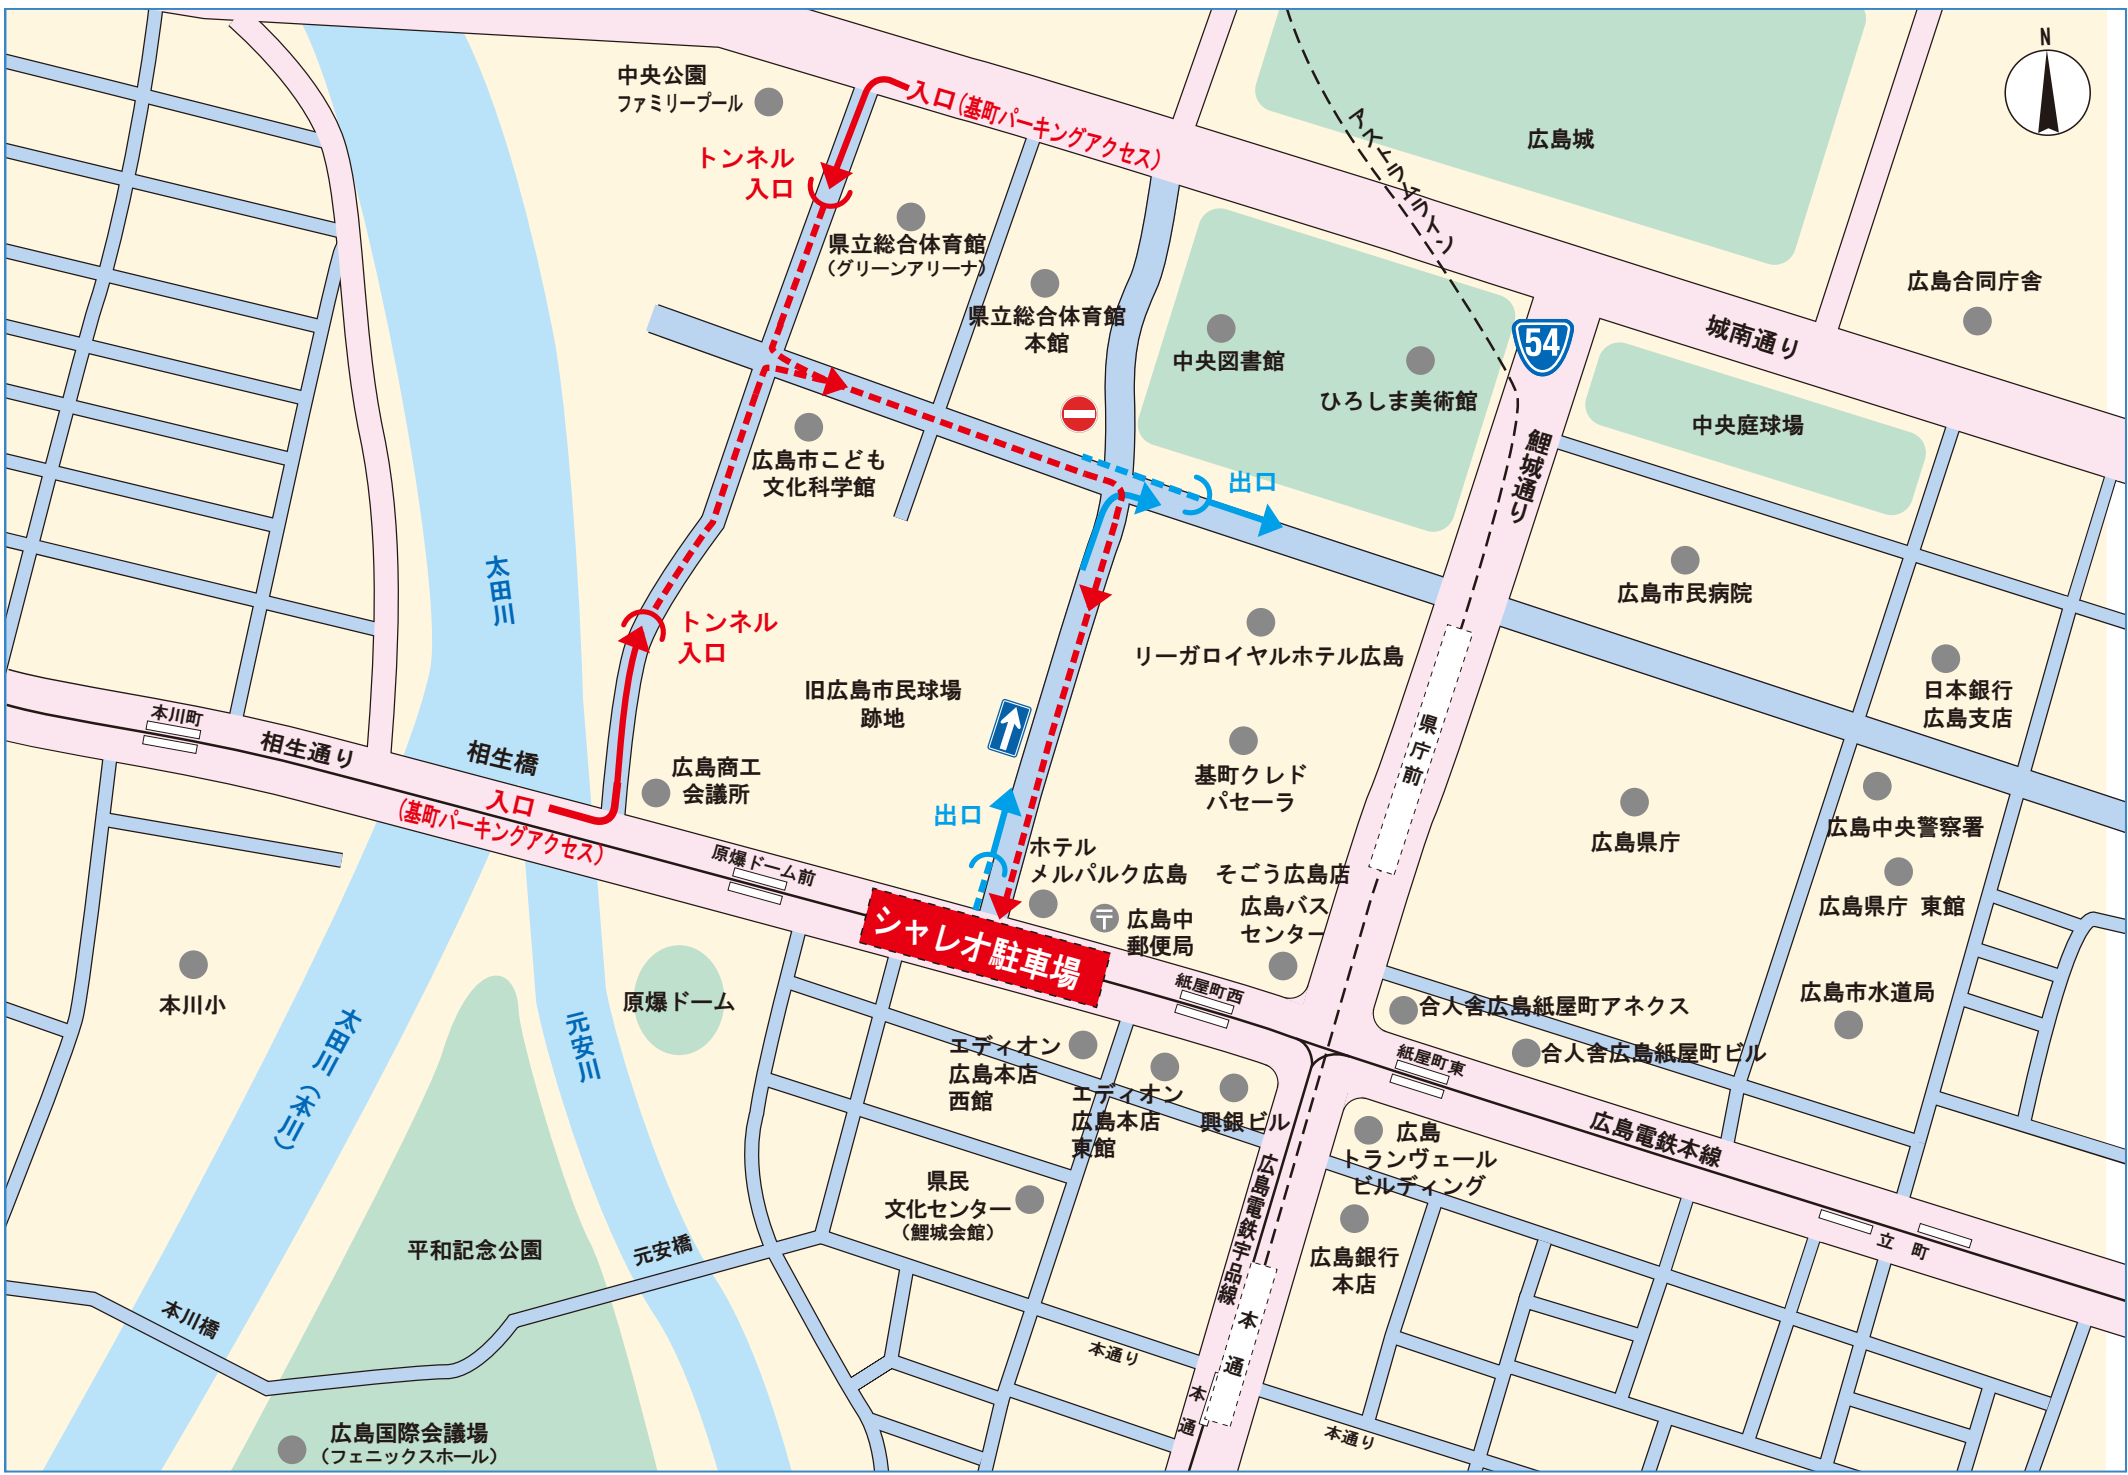 N
中央公園
ファミリープール
入口(基町パーキングアクセス)
トンネル
入口
アストラムライン
広島城
県立総合体育館
（グリーンアリーナ）
県立総合体育館
本館
中央図書館
ひろしま美術館
54
城南通り
広島合同庁舎
中央庭球場
鯉城通り
広島市こども
文化科学館
出口
太田川
トンネル
入口
広島市民病院
リーガロイヤルホテル広島
旧広島市民球場
跡地
日本銀行
広島支店
本川町
相生通り
相生橋
県庁前
基町クレド
パセーラ
広島商工
会議所
入口
(基町パーキングアクセス)
出口
広島県庁
広島中央警察署
広島県庁 東館
原爆ドーム前
ホテル
メルパルク広島
そごう広島店
広島バス
センター
〒
広島中
郵便局
シャレオ駐車場
紙屋町西
本川小
原爆ドーム
太田川（本川）
元安川
合人舎広島紙屋町アネクス
広島市水道局
エディオン
広島本店
西館
合人舎広島紙屋町ビル
紙屋町東
エディオン
広島本店
東館
興銀ビル
広島
トランヴェール
ビルディング
広島電鉄本線
県民
文化センター
（鯉城会館）
広島電鉄宇品線
平和記念公園
元安橋
広島銀行
本店
立町
本川橋
本通
本通り
本通
本通り
広島国際会議場
（フェニックスホール）